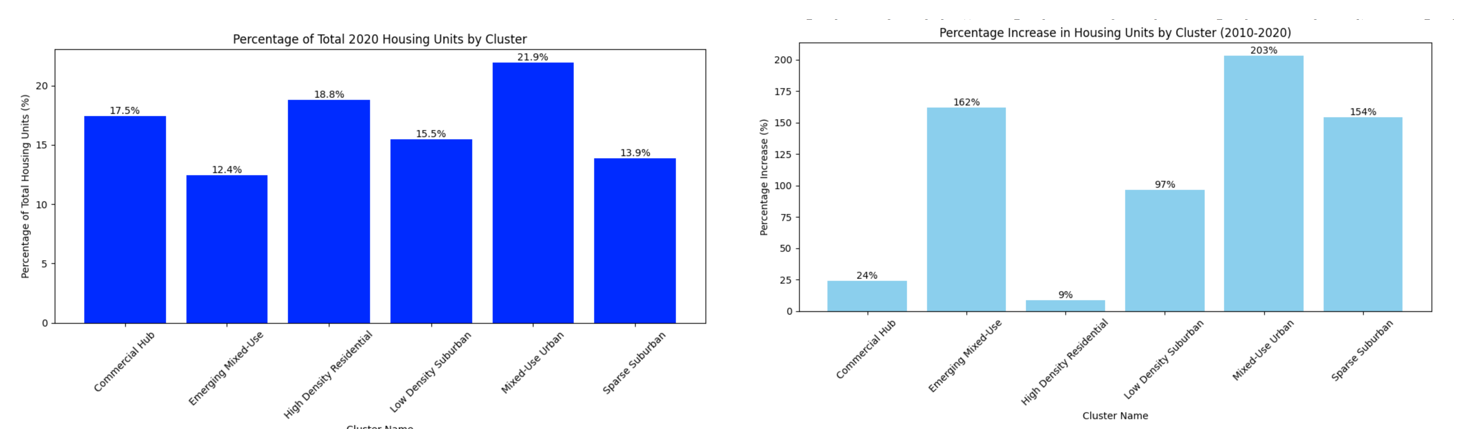 Percentage of Total 2020 Housing Units by Cluster
Percentage of Total Housing Units (%)
20
15
10
5
0
17.5%
12.4%
18.8%
15.5%
21.9%
13.9%
Commercial Hub
Emerging Mixed-Use
High Density Residential
Low Density Suburban
Mixed-Use Urban
Sparse Suburban
Cluster Name
Percentage Increase in Housing Units by Cluster (2010-2020)
Percentage Increase (%)
200
175
150
125
100
75
50
25
0
24%
162%
9%
97%
203%
154%
Commercial Hub
Emerging Mixed-Use
High Density Residential
Low Density Suburban
Mixed-Use Urban
Sparse Suburban
Cluster Name